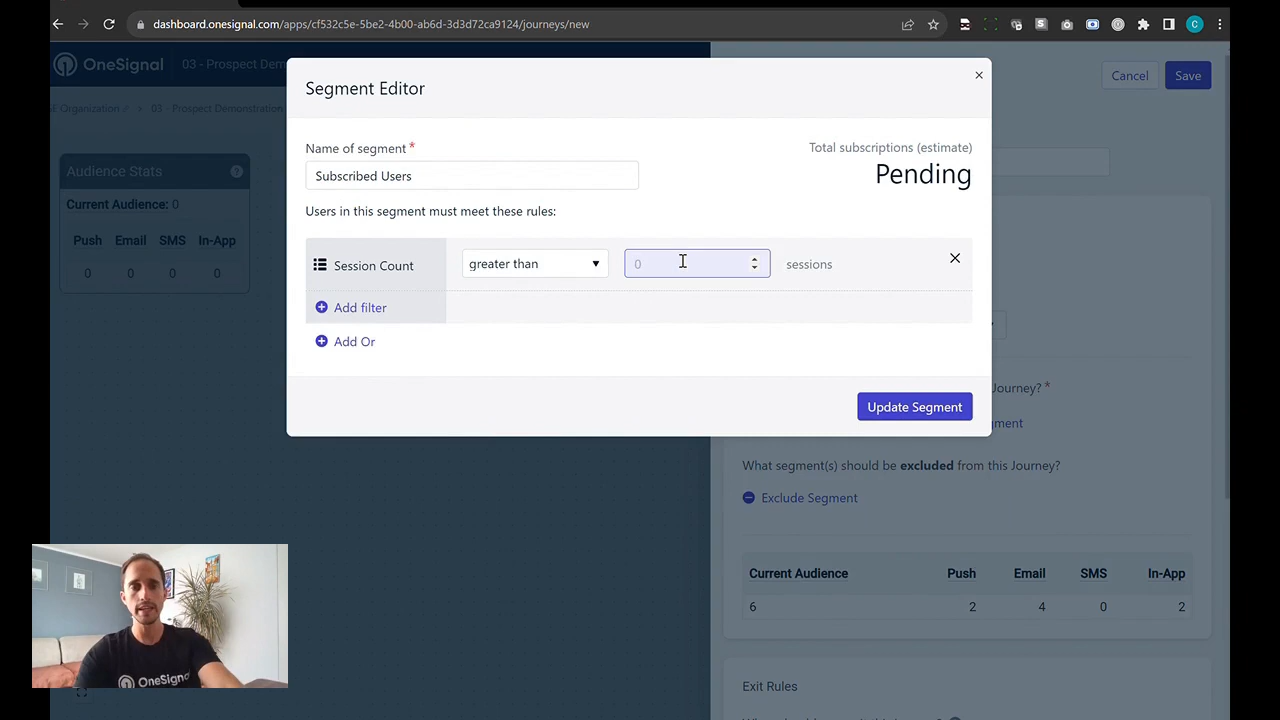 dashboard.onesignal.com/apps/cf532c5e-5be2-4b00-ab6d-3d3d72ca9124/journeys/new
C
OneSignal
03 - Prospect Dem
Cancel
Save
Organization
03 - Prospect Demonstration
Segment Editor
Name of segment *
Subscribed Users
Total subscriptions (estimate)
Pending
Users in this segment must meet these rules:
Session Count
greater than
0
sessions
Add filter
Add Or
Update Segment
Audience Stats
?
Current Audience: 0
Push Email SMS In-App
0 0 0 0
Journey? *
ment
What segment(s) should be excluded from this Journey?
Exclude Segment
Current Audience Push Email SMS In-App
6 2 4 0 2
Exit Rules
OneSignal